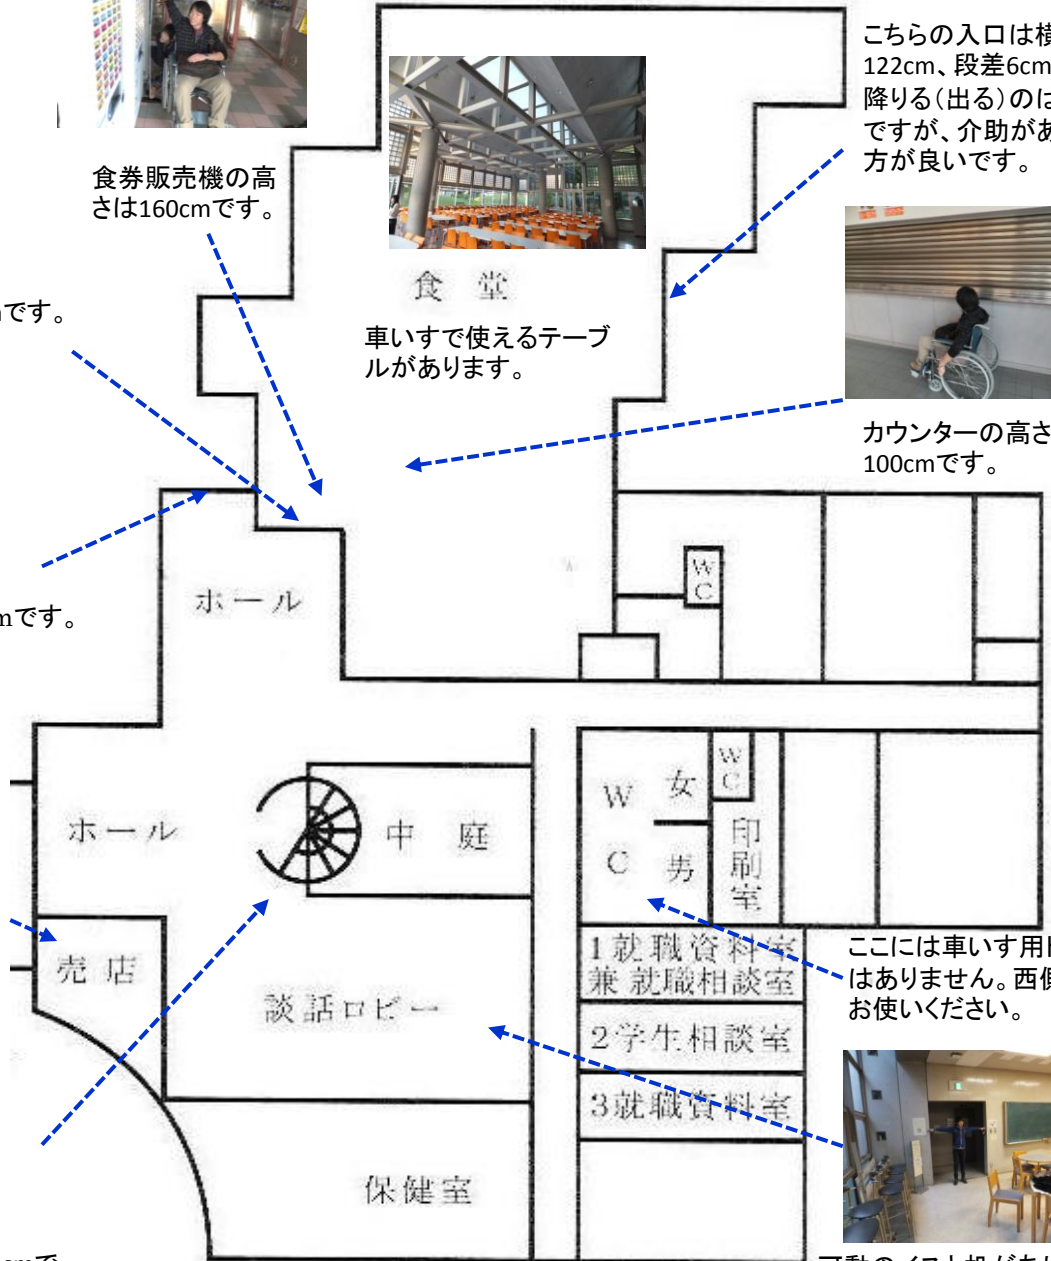 こちらの入口は横
122cm、段差6cm
降りる(出る)のは
ですが、介助があ
方が良いです。
食券販売機の高
さは160cmです。
食堂
です。
車いすで使えるテーブ
ルがあります。
カウンターの高さ
100cmです。
WC
ホール
mです。
WC
女
男
WC
印刷室
ホール
中庭
売店
談話ロビー
1就職資料室
兼 就職相談室
2学生相談室
3就職資料室
ここには車いす用
はありません。西側
お使いください。
保健室